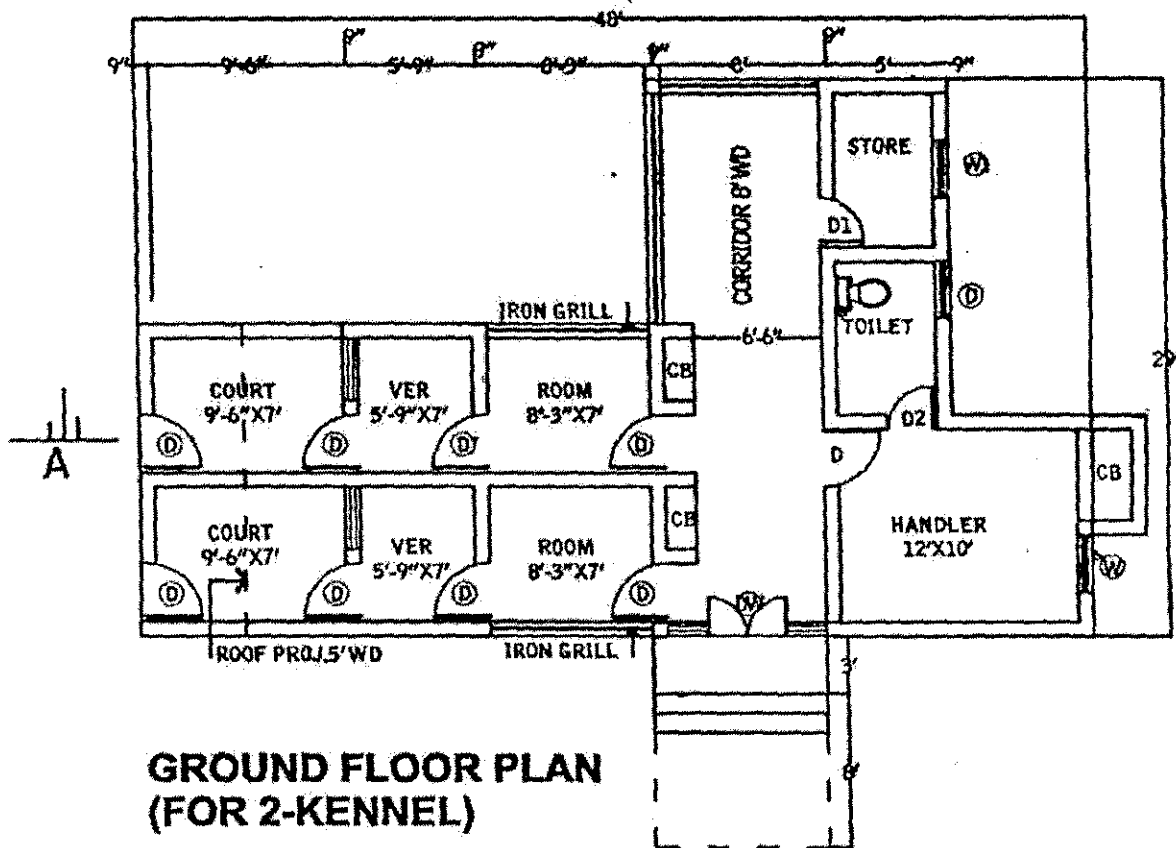 48'
9" 9" 9" 9"
9" 9'-6" 5'-9" 8'-3" 8' 5' 9"
STORE
W
CORRIDOR 8'WD
D1
D
IRON GRILL
TOILET
6'-6"
CB
COURT
9'-6"X7'
VER
5'-9"X7'
ROOM
8'-3"X7'
D D D D
D2
D
A
CB
CB
COURT
9'-6"X7'
VER
5'-9"X7'
ROOM
8'-3"X7'
HANDLER
12'X10'
D D D D
W
ROOF PROJ.5'WD
IRON GRILL
3'
8'
GROUND FLOOR PLAN
(FOR 2-KENNEL)